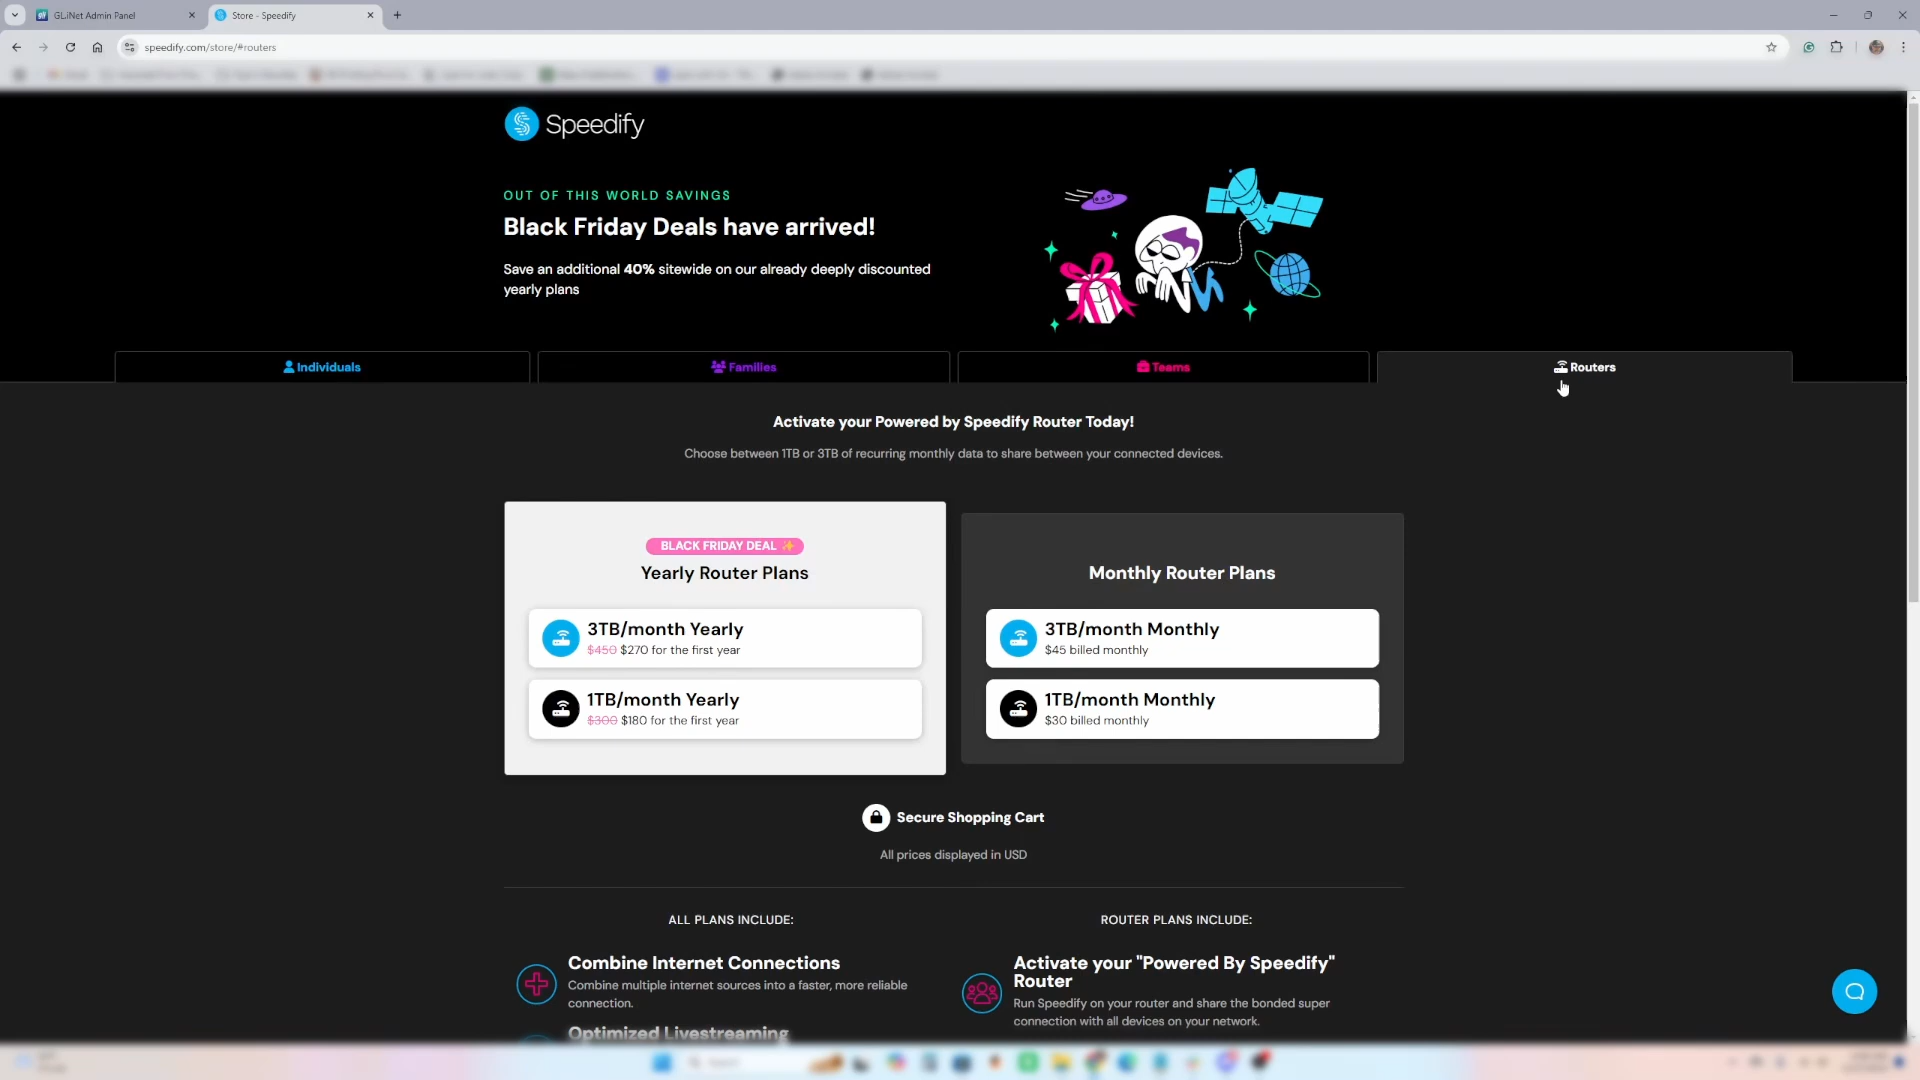 GLiNet Admin Panel
Store - Speedify
speedify.com/store/#routers
Speedify
OUT OF THIS WORLD SAVINGS
Black Friday Deals have arrived!
Save an additional 40% sitewide on our already deeply discounted
yearly plans
Individuals
Families
Teams
Routers
Activate your Powered by Speedify Router Today!
Choose between 1TB or 3TB of recurring monthly data to share between your connected devices.
BLACK FRIDAY DEAL
Yearly Router Plans
3TB/month Yearly
$450 $270 for the first year
1TB/month Yearly
$300 $180 for the first year
Monthly Router Plans
3TB/month Monthly
$45 billed monthly
1TB/month Monthly
$30 billed monthly
Secure Shopping Cart
All prices displayed in USD
ALL PLANS INCLUDE:
Combine Internet Connections
Combine multiple internet sources into a faster, more reliable
connection.
Optimized Livestreaming
ROUTER PLANS INCLUDE:
Activate your "Powered By Speedify"
Router
Run Speedify on your router and share the bonded super
connection with all devices on your network.